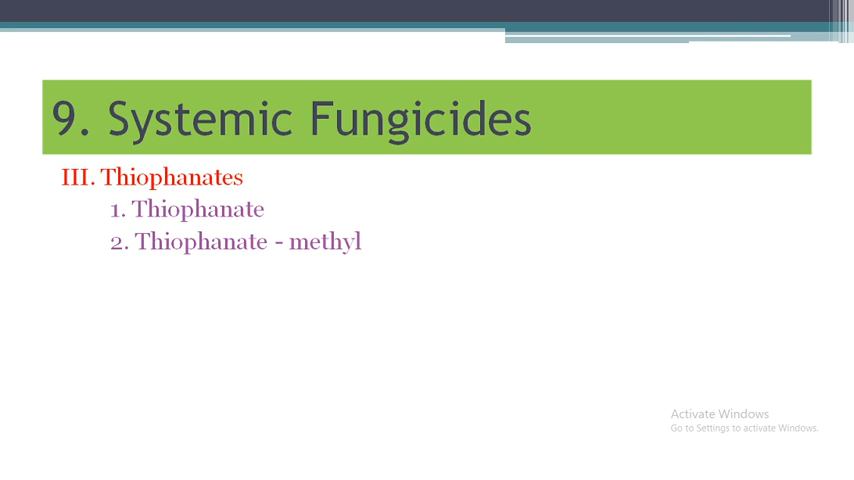 9. Systemic Fungicides
III. Thiophanates
1. Thiophanate
2. Thiophanate - methyl
Activate Windows
Go to Settings to activate Windows.